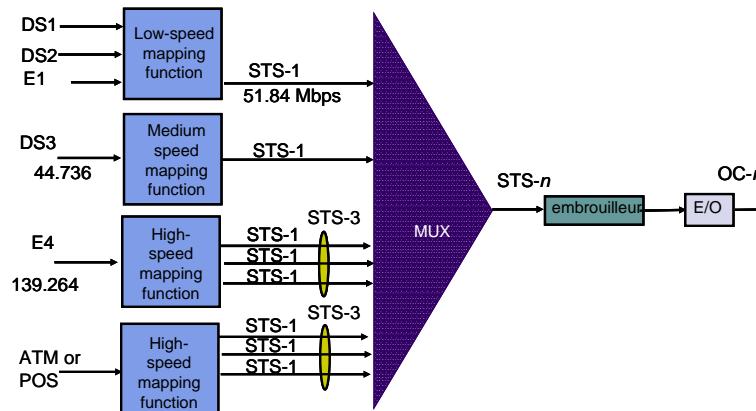 DS1
DS2
E1
Low-speed
mapping
function
STS-1
51.84 Mbps
DS3
44.736
Medium
speed
mapping
function
STS-1
E4
139.264
High-
speed
mapping
function
STS-1
STS-1
STS-1
STS-3
ATM or
POS
High-
speed
mapping
function
STS-1
STS-1
STS-1
STS-3
MUX
STS-n
embrouilleur
E/O
OC-n